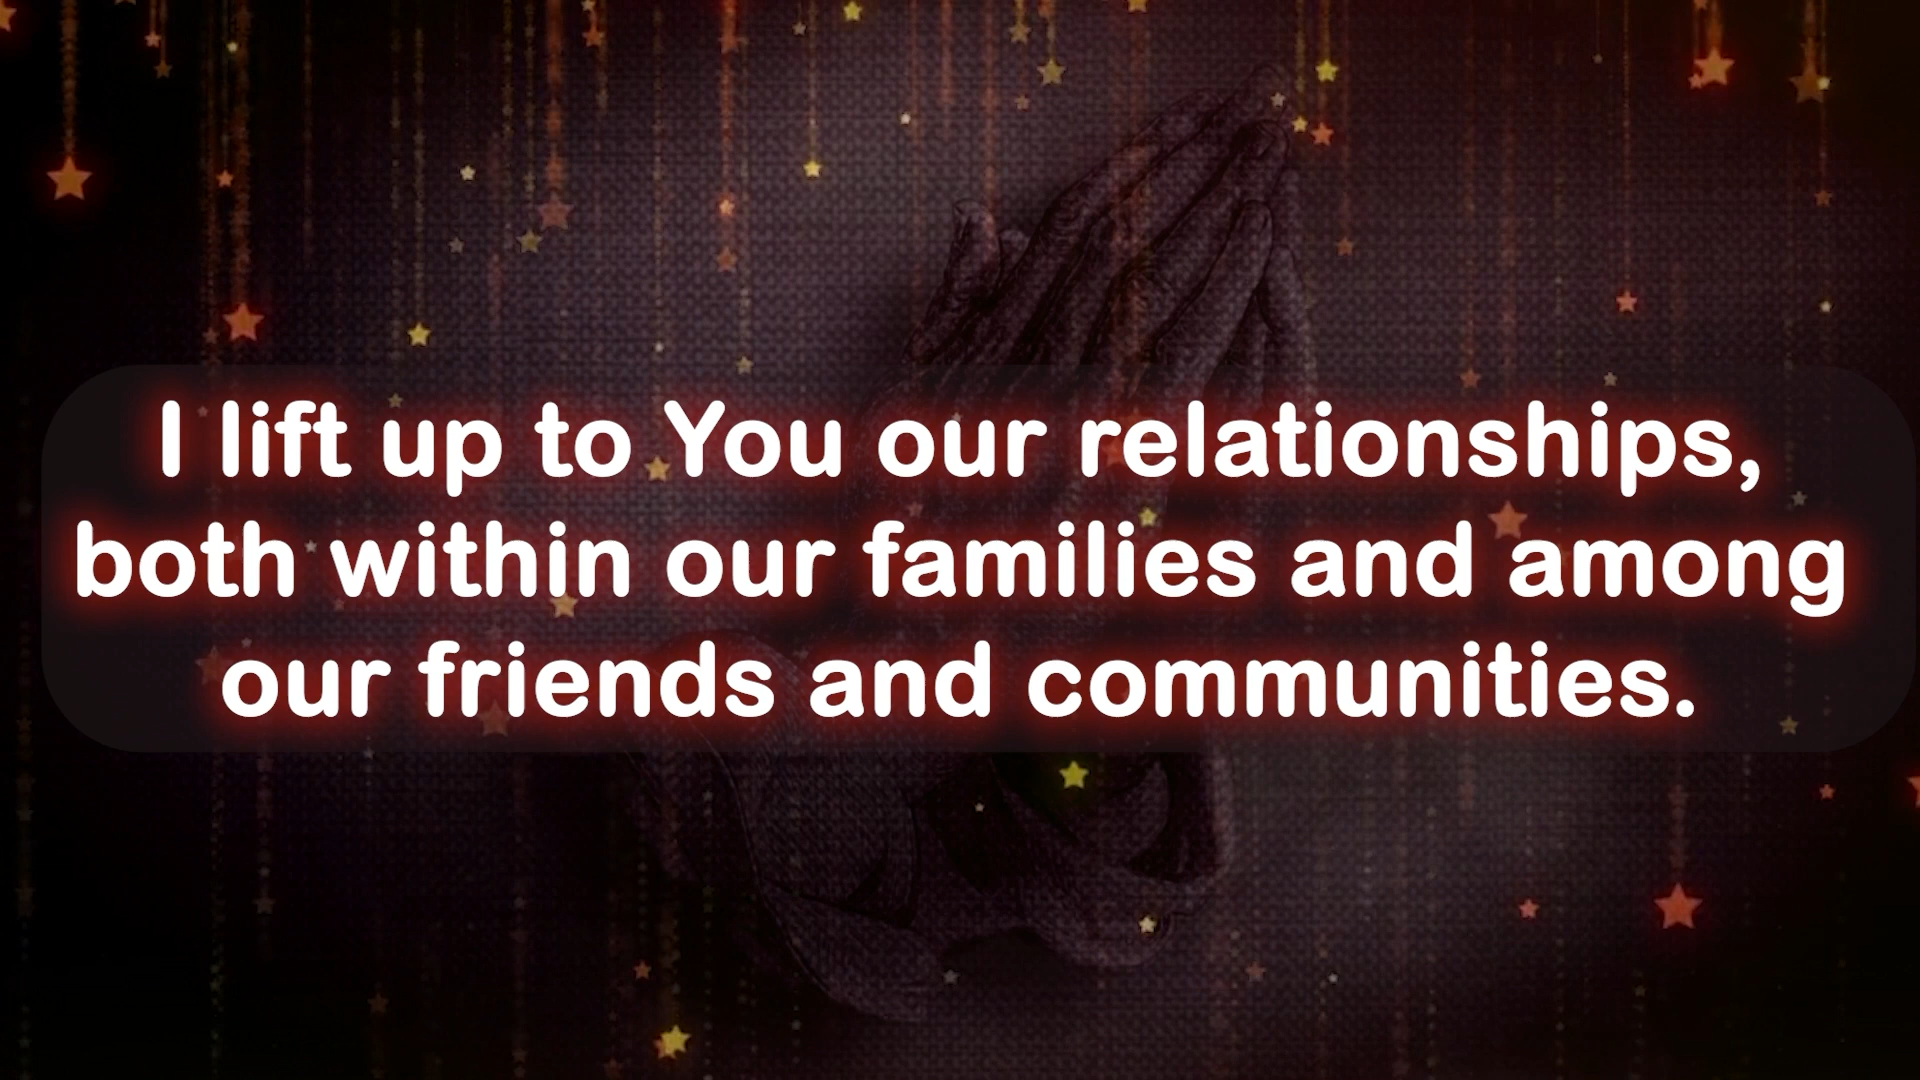 I lift up to You our relationships,
both within our families and among
our friends and communities.